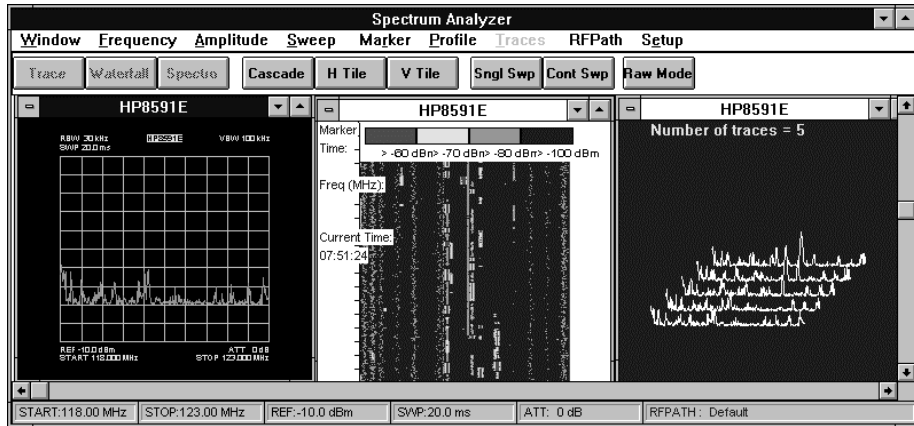 Spectrum Analyzer
Window Frequency Amplitude Sweep Marker Profile Traces RFPath Setup
Trace Waterfall Spectro Cascade H Tile V Tile Sngl Swp Cont Swp Raw Mode
HP8591E
RBW 30 kHz HP8591E VBW 100 kHz
SWP 20.0 ms
REF -10.0 dBm ATT 0 dB
START 118.000 MHz STOP 123.000 MHz
HP8591E
Marker
Time:
> -60 dBm > -70 dBm > -80 dBm > -100 dBm
Freq (MHz):
Current Time:
07:51:24
HP8591E
Number of traces = 5
START:118.00 MHz STOP:123.00 MHz REF:-10.0 dBm SWP:20.0 ms ATT: 0 dB RFPATH : Default